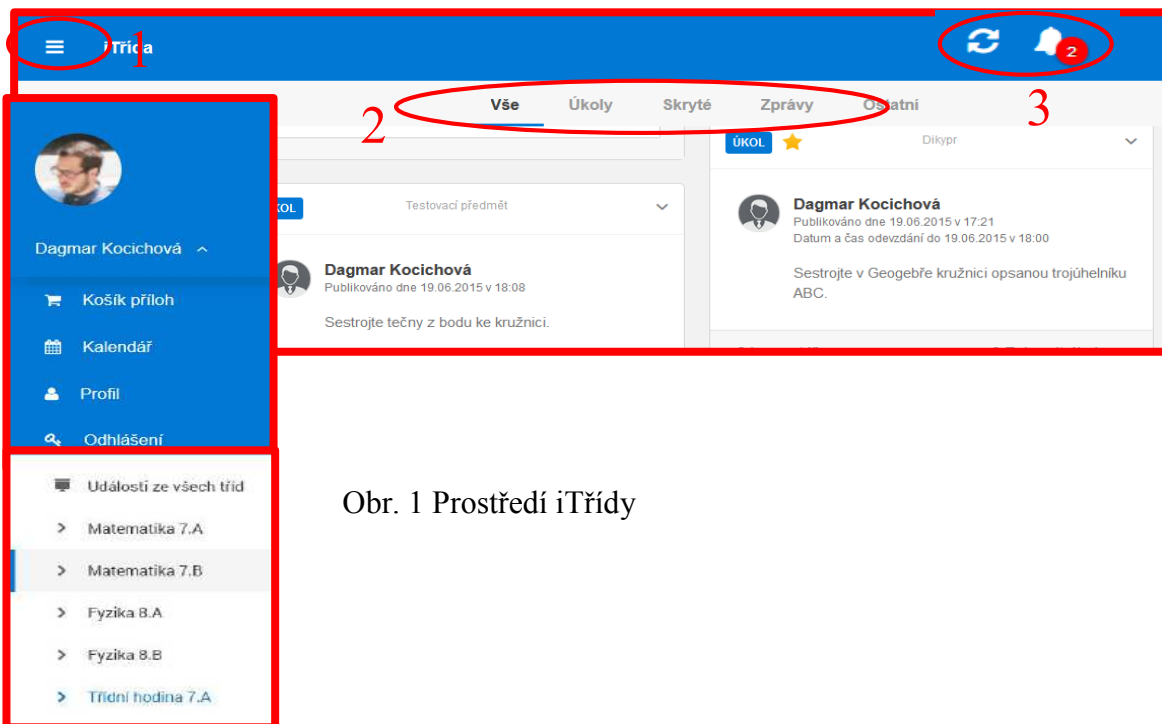 iTřída
1
2
Vše Úkoly Skryté Zprávy Ostatní
2
3
Dagmar Kocichová
Košík příloh
Kalendář
Profil
Odhlášení
Události ze všech tříd
Matematika 7.A
Matematika 7.B
Fyzika 8.A
Fyzika 8.B
Třídní hodina 7.A
Testovací předmět
Dagmar Kocichová
Publikováno dne 19.06.2015 v 18:08
Sestrojte tečny z bodu ke kružnici.
ÚKOL
Dikypr
Dagmar Kocichová
Publikováno dne 19.06.2015 v 17:21
Datum a čas odevzdání do 19.06.2015 v 18:00
Sestrojte v Geogebře kružnici opsanou trojúhelníku
ABC.
Obr. 1 Prostředí iTřídy